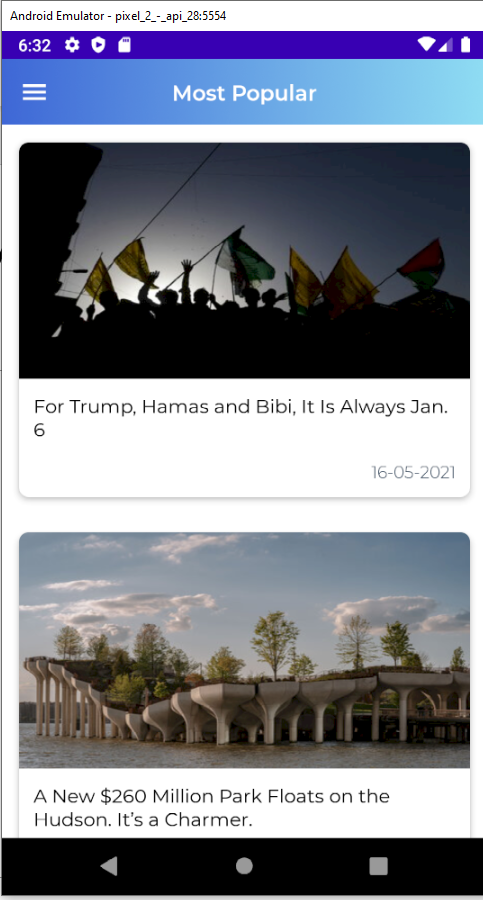 Android Emulator - pixel_2_-_api_28:5554
6:32
Most Popular
For Trump, Hamas and Bibi, It Is Always Jan.
6
16-05-2021
A New $260 Million Park Floats on the
Hudson. It’s a Charmer.